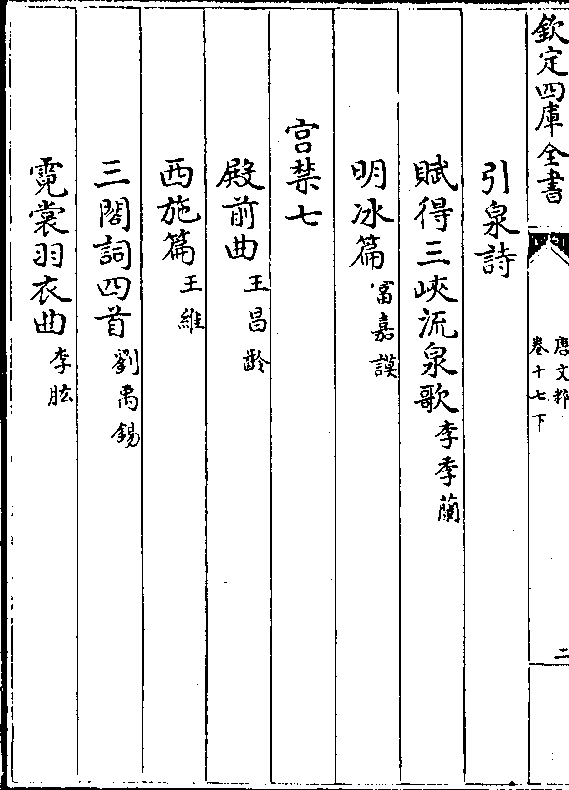 欽定四庫全書
唐文粹
卷十七下
二
引泉詩
賦得三峽流泉歌李季蘭
明冰篇富嘉謨
宫禁七
殿前曲王昌齡
西施篇王維
三閣詞四首劉禹錫
霓裳羽衣曲李肱